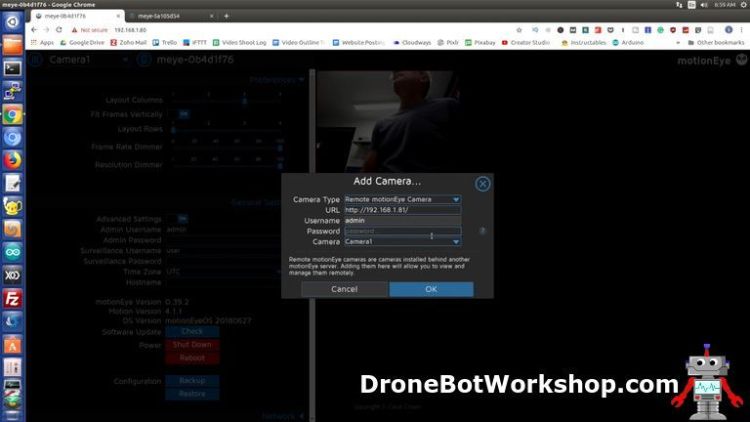 meye-0b4d1f76 - Google Chrome
6:59 AM
meye-0b4d1f76
meye-5a105d54
Not secure
192.168.1.80
Apps
Google Drive
Zoho Mail
IFTTT
Video Shoot Log
Video Outline
Website Posting
Cloudways
Pixlr
Pixabay
Creator Studio
Instructables
Arduino
Other bookmarks
Camera1
meye-0b4d1f76
motionEye
Preferences
Layout Columns
Fit Frames Vertically
Layout Rows
Frame Rate Dimmer
Resolution Dimmer
General Settings
Advanced Settings
Admin Username admin
Admin Password
Surveillance Username user
Surveillance Password
Time Zone UTC
Hostname
motionEye Version 0.39.2
Motion Version 4.1.1
OS Version motionEyeOS 20180627
Software Update Check
Power Shut Down
Reboot
Configuration Backup
Restore
Network
Add Camera...
Camera Type Remote motionEye Camera
URL http://192.168.1.81/
Username admin
Password password...
?
Camera Camera1
Remote motionEye cameras are cameras installed behind another
motionEye server. Adding them here will allow you to view and
manage them remotely.
Cancel
OK
DroneBotWorkshop.com